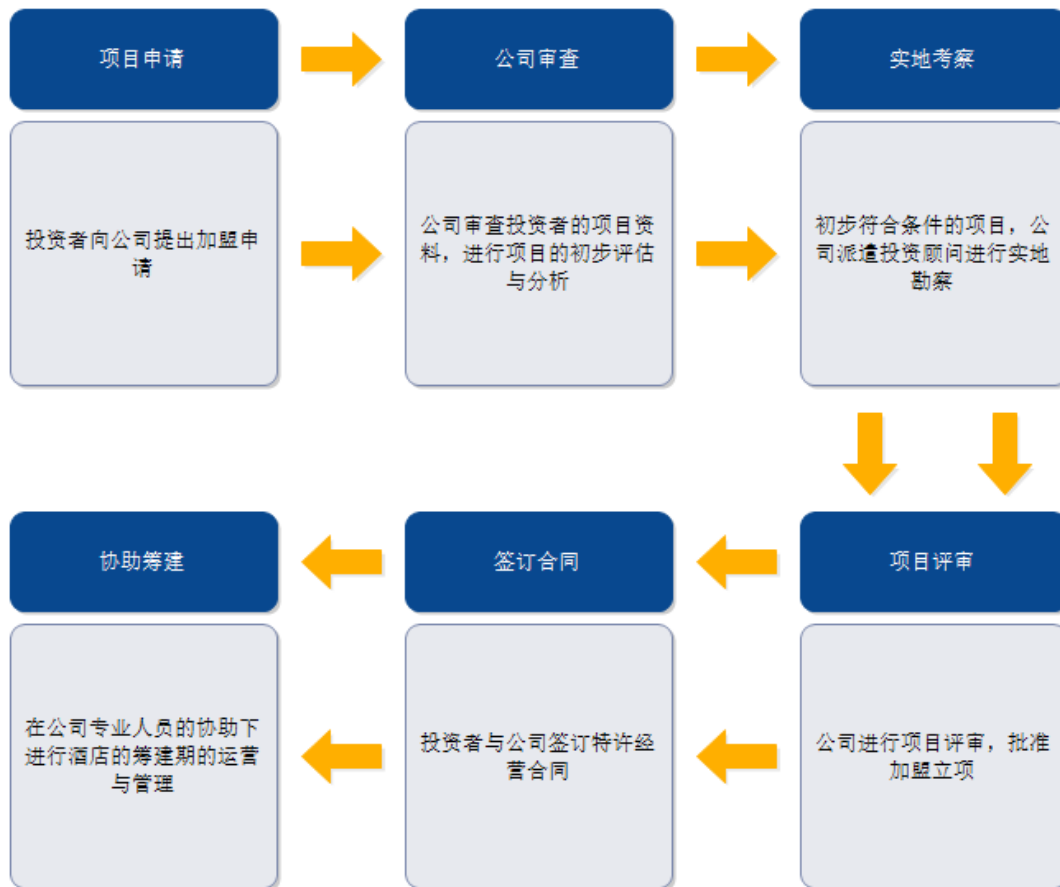 项目申请
公司审查
实地考察
投资者向公司提出加盟申
请
公司审查投资者的项目资
料，进行项目的初步评估
与分析
初步符合条件的项目，公
司派遣投资顾问进行实地
勘察
协助筹建
签订合同
项目评审
在公司专业人员的协助下
进行酒店的筹建期的运营
与管理
投资者与公司签订特许经
营合同
公司进行项目评审，批准
加盟立项